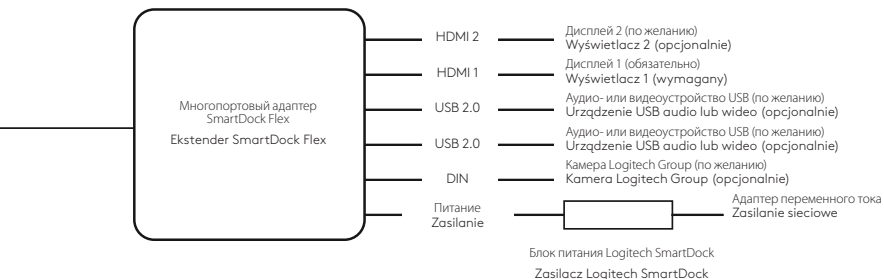 Многопортовый адаптер
SmartDock Flex
Ekstender SmartDock Flex
HDMI 2
Дисплей 2 (по желанию)
Wyświetlacz 2 (opcjonalnie)
HDMI 1
Дисплей 1 (обязательно)
Wyświetlacz 1 (wymagany)
USB 2.0
Аудио- или видеоустройство USB (по желанию)
Urządzenie USB audio lub wideo (opcjonalnie)
USB 2.0
Аудио- или видеоустройство USB (по желанию)
Urządzenie USB audio lub wideo (opcjonalnie)
DIN
Камера Logitech Group (по желанию)
Kamera Logitech Group (opcjonalnie)
Питание
Zasilanie
Адаптер переменного тока
Zasilanie sieciowe
Блок питания Logitech SmartDock
Zasilacz Logitech SmartDock